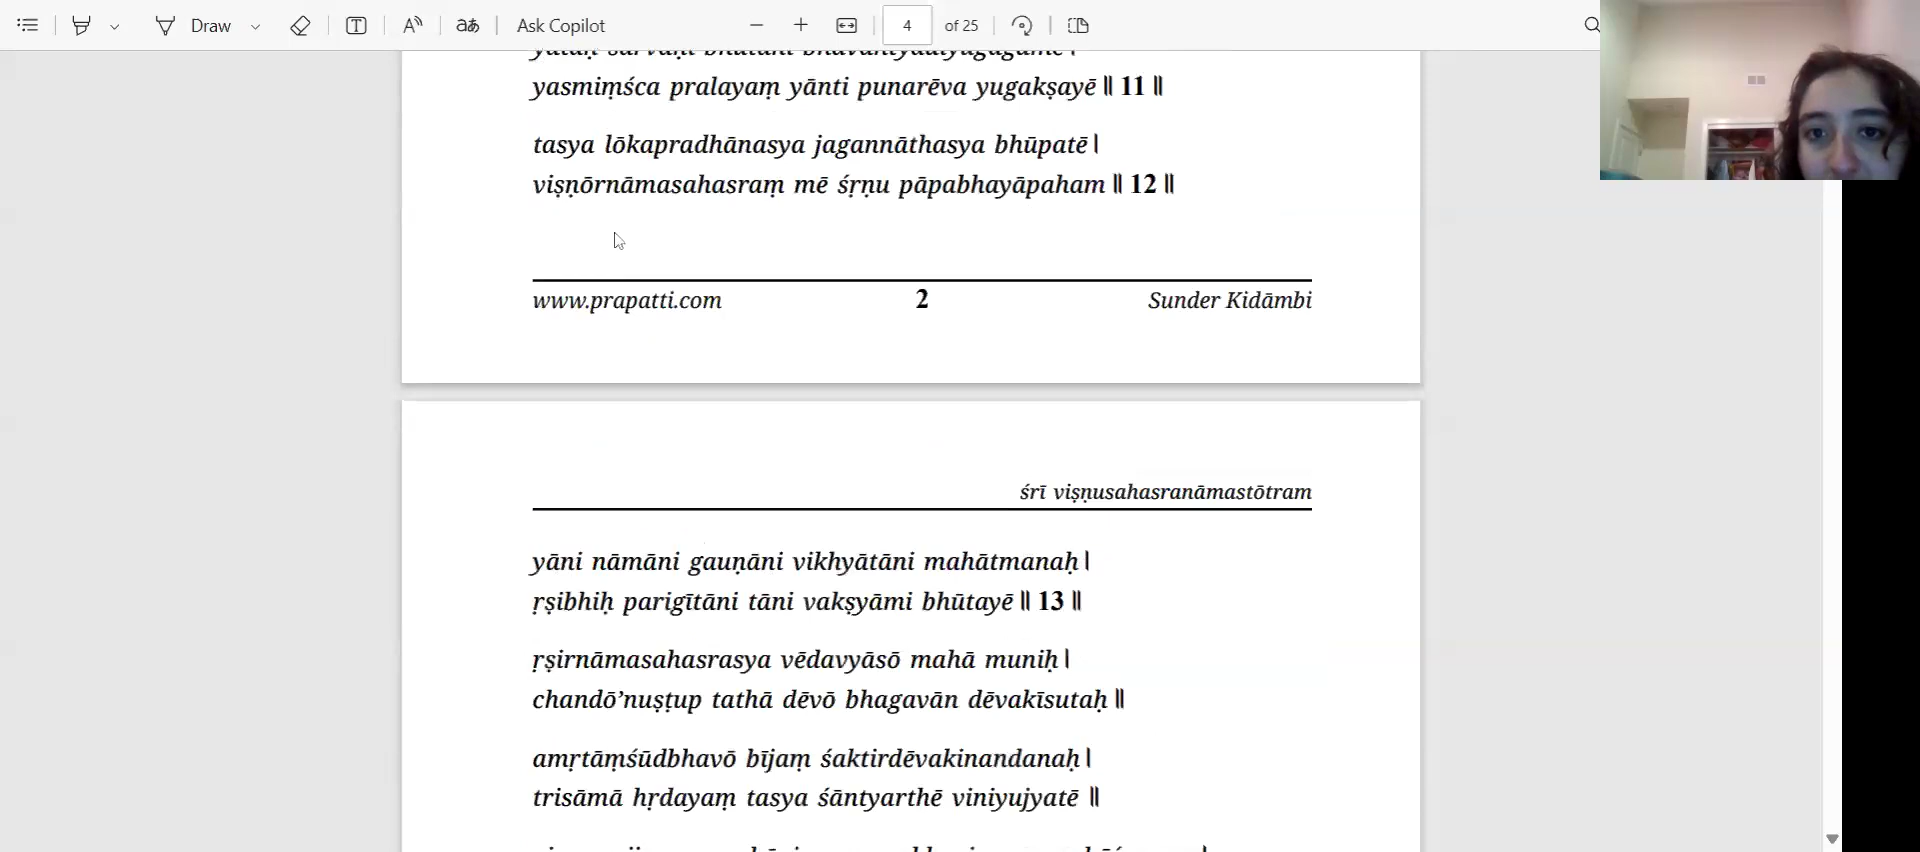 Draw
Ask Copilot
4 of 25
yasmiṃśca pralayaṃ yānti punarēva yugakṣayē ॥ 11 ॥
tasya lōkapradhānasya jagannāthasya bhūpatē।
viṣṇōrnāmasahasraṃ mē śṛṇu pāpabhayāpaham ॥ 12 ॥
www.prapatti.com 2 Sunder Kidāmbi
śrī viṣṇusahasranāmastōtram
yāni nāmāni gauṇāni vikhyātāni mahātmanaḥ।
ṛṣibhiḥ parigītāni tāni vakṣyāmi bhūtayē ॥ 13 ॥
ṛṣirnāmasahasrasya vēdavyāsō mahā muniḥ।
chandō’nuṣṭup tathā dēvō bhagavān dēvakīsutaḥ ॥
amṛtāṃśūdbhavō bījaṃ śaktirdēvakinandanaḥ।
trisāmā hṛdayaṃ tasya śāntyarthē viniyujyatē ॥